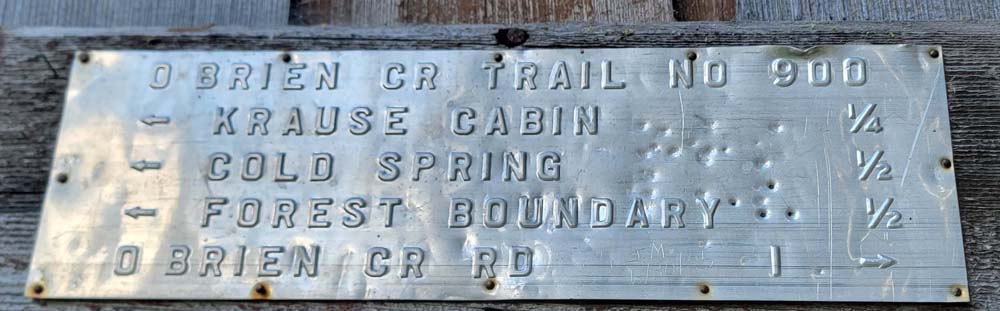 O BRIEN CR TRAIL NO 900
← KRAUSE CABIN ¼
← COLD SPRING ½
← FOREST BOUNDARY ½
O BRIEN CR RD 1 →